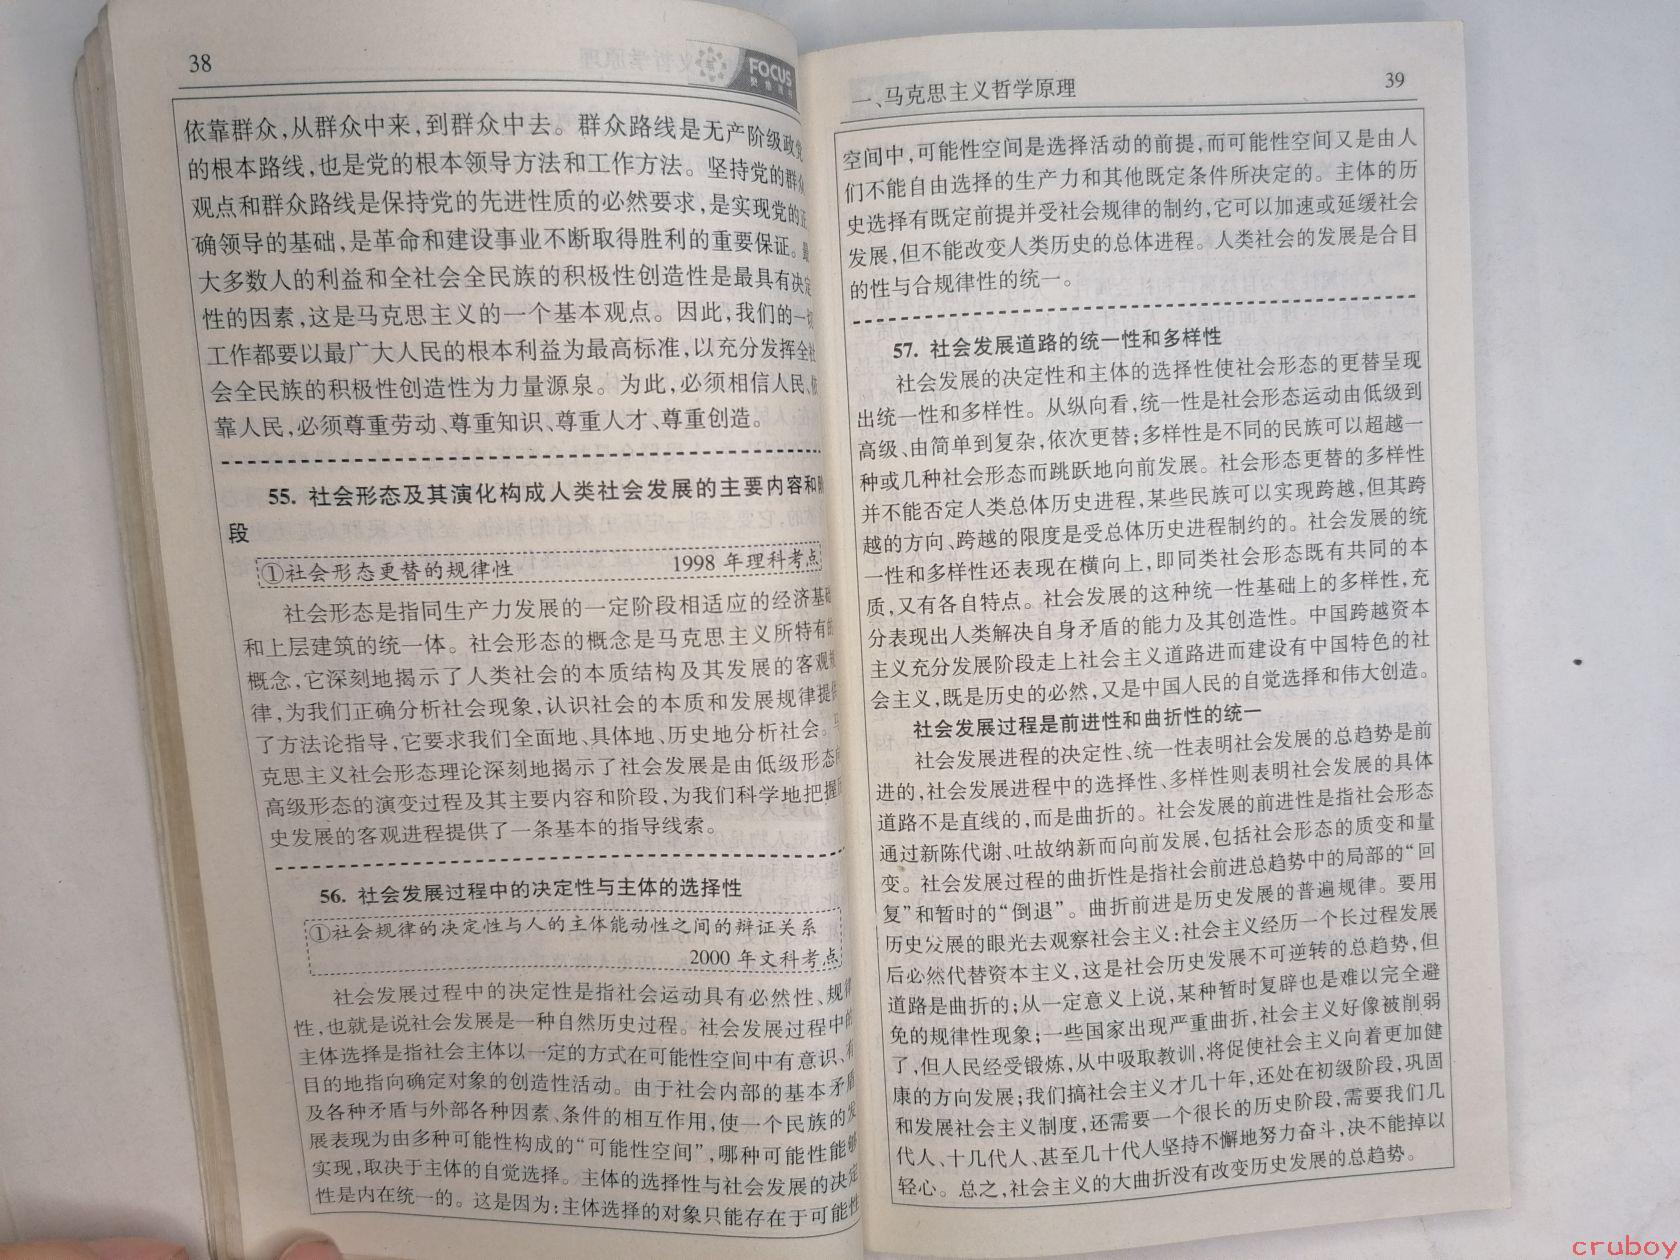 38
FOCUS
依靠群众,从群众中来,到群众中去。群众路线是无产阶级政党
的根本路线,也是党的根本领导方法和工作方法。坚持党的群众
观点和群众路线是保持党的先进性质的必然要求,是实现党的正
确领导的基础,是革命和建设事业不断取得胜利的重要保证。最
大多数人的利益和全社会全民族的积极性创造性是最具有决定
性的因素,这是马克思主义的一个基本观点。因此,我们的一切
工作都要以最广大人民的根本利益为最高标准,以充分发挥全社
会全民族的积极性创造性为力量源泉。为此,必须相信人民、依
靠人民,必须尊重劳动、尊重知识、尊重人才、尊重创造。
55. 社会形态及其演化构成人类社会发展的主要内容和阶
段
①社会形态更替的规律性 1998 年理科考点
社会形态是指同生产力发展的一定阶段相适应的经济基础
和上层建筑的统一体。社会形态的概念是马克思主义所特有的
概念,它深刻地揭示了人类社会的本质结构及其发展的客观规
律,为我们正确分析社会现象,认识社会的本质和发展规律提供
了方法论指导,它要求我们全面地、具体地、历史地分析社会。马
克思主义社会形态理论深刻地揭示了社会发展是由低级形态向
高级形态的演变过程及其主要内容和阶段,为我们科学地把握历
史发展的客观进程提供了一条基本的指导线索。
56. 社会发展过程中的决定性与主体的选择性
①社会规律的决定性与人的主体能动性之间的辩证关系
2000 年文科考点
社会发展过程中的决定性是指社会运动具有必然性、规律
性,也就是说社会发展是一种自然历史过程。社会发展过程中的
主体选择是指社会主体以一定的方式在可能性空间中有意识、有
目的地指向确定对象的创造性活动。由于社会内部的基本矛盾
及各种矛盾与外部各种因素、条件的相互作用,使一个民族的发
展表现为由多种可能性构成的“可能性空间”,哪种可能性能够
实现,取决于主体的自觉选择。主体的选择性与社会发展的决定
性是内在统一的。这是因为:主体选择的对象只能存在于可能性
一、马克思主义哲学原理
39
空间中,可能性空间是选择活动的前提,而可能性空间又是由人
们不能自由选择的生产力和其他既定条件所决定的。主体的历
史选择有既定前提并受社会规律的制约,它可以加速或延缓社会
发展,但不能改变人类历史的总体进程。人类社会的发展是合目
的性与合规律性的统一。
57. 社会发展道路的统一性和多样性
社会发展的决定性和主体的选择性使社会形态的更替呈现
出统一性和多样性。从纵向看,统一性是社会形态运动由低级到
高级、由简单到复杂,依次更替;多样性是不同的民族可以超越一
种或几种社会形态而跳跃地向前发展。社会形态更替的多样性
并不能否定人类总体历史进程,某些民族可以实现跨越,但其跨
越的方向、跨越的限度是受总体历史进程制约的。社会发展的统
一性和多样性还表现在横向上,即同类社会形态既有共同的本
质,又有各自特点。社会发展的这种统一性基础上的多样性,充
分表现出人类解决自身矛盾的能力及其创造性。中国跨越资本
主义充分发展阶段走上社会主义道路进而建设有中国特色的社
会主义,既是历史的必然,又是中国人民的自觉选择和伟大创造。
社会发展过程是前进性和曲折性的统一
社会发展进程的决定性、统一性表明社会发展的总趋势是前
进的,社会发展进程中的选择性、多样性则表明社会发展的具体
道路不是直线的,而是曲折的。社会发展的前进性是指社会形态
通过新陈代谢、吐故纳新而向前发展,包括社会形态的质变和量
变。社会发展过程的曲折性是指社会前进总趋势中的局部的“回
复”和暂时的“倒退”。曲折前进是历史发展的普遍规律。要用
历史发展的眼光去观察社会主义:社会主义经历一个长过程发展
后必然代替资本主义,这是社会历史发展不可逆转的总趋势,但
道路是曲折的;从一定意义上说,某种暂时复辟也是难以完全避
免的规律性现象;一些国家出现严重曲折,社会主义好像被削弱
了,但人民经受锻炼,从中吸取教训,将促使社会主义向着更加健
康的方向发展;我们搞社会主义才几十年,还处在初级阶段,巩固
和发展社会主义制度,还需要一个很长的历史阶段,需要我们几
代人、十几代人、甚至几十代人坚持不懈地努力奋斗,决不能掉以
轻心。总之,社会主义的大曲折没有改变历史发展的总趋势。
cruboy